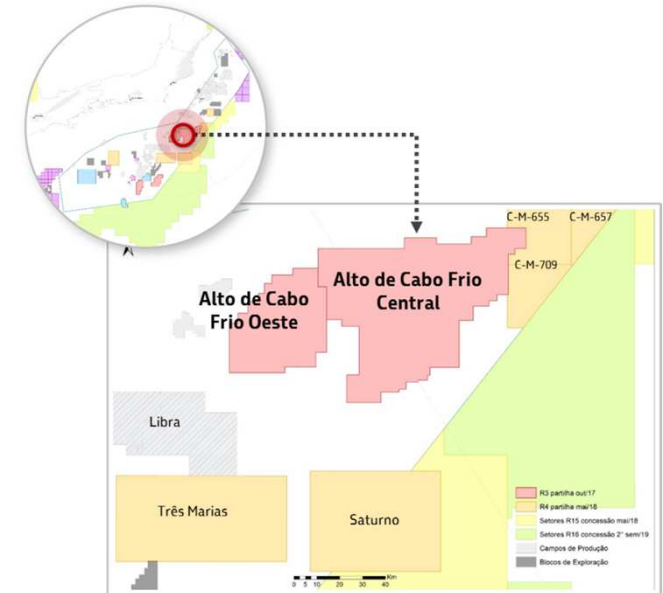 C-M-655 C-M-657
C-M-709
Alto de Cabo Frio
Central
Alto de Cabo
Frio Oeste
Libra
Três Marias
Saturno
R3 partilha out/17
R4 partilha mai/18
Setores R15 concessão mai/18
Setores R16 concessão 2° sem/19
Campos de Produção
Blocos de Exploração
Km
0 5 10 20 30 40